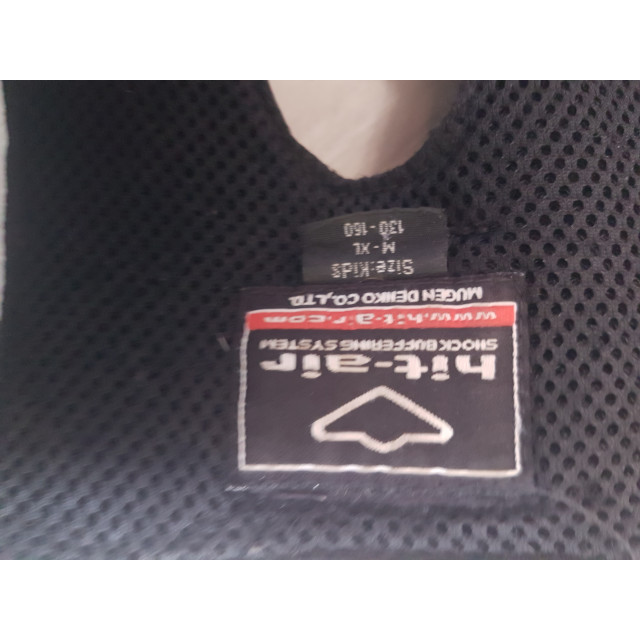 hit-air
SHOCK BUFFERING SYSTEM
www.hit-air.com
MUGEN DENKO CO.,LTD.
Size:Kids
M-XL
130-160